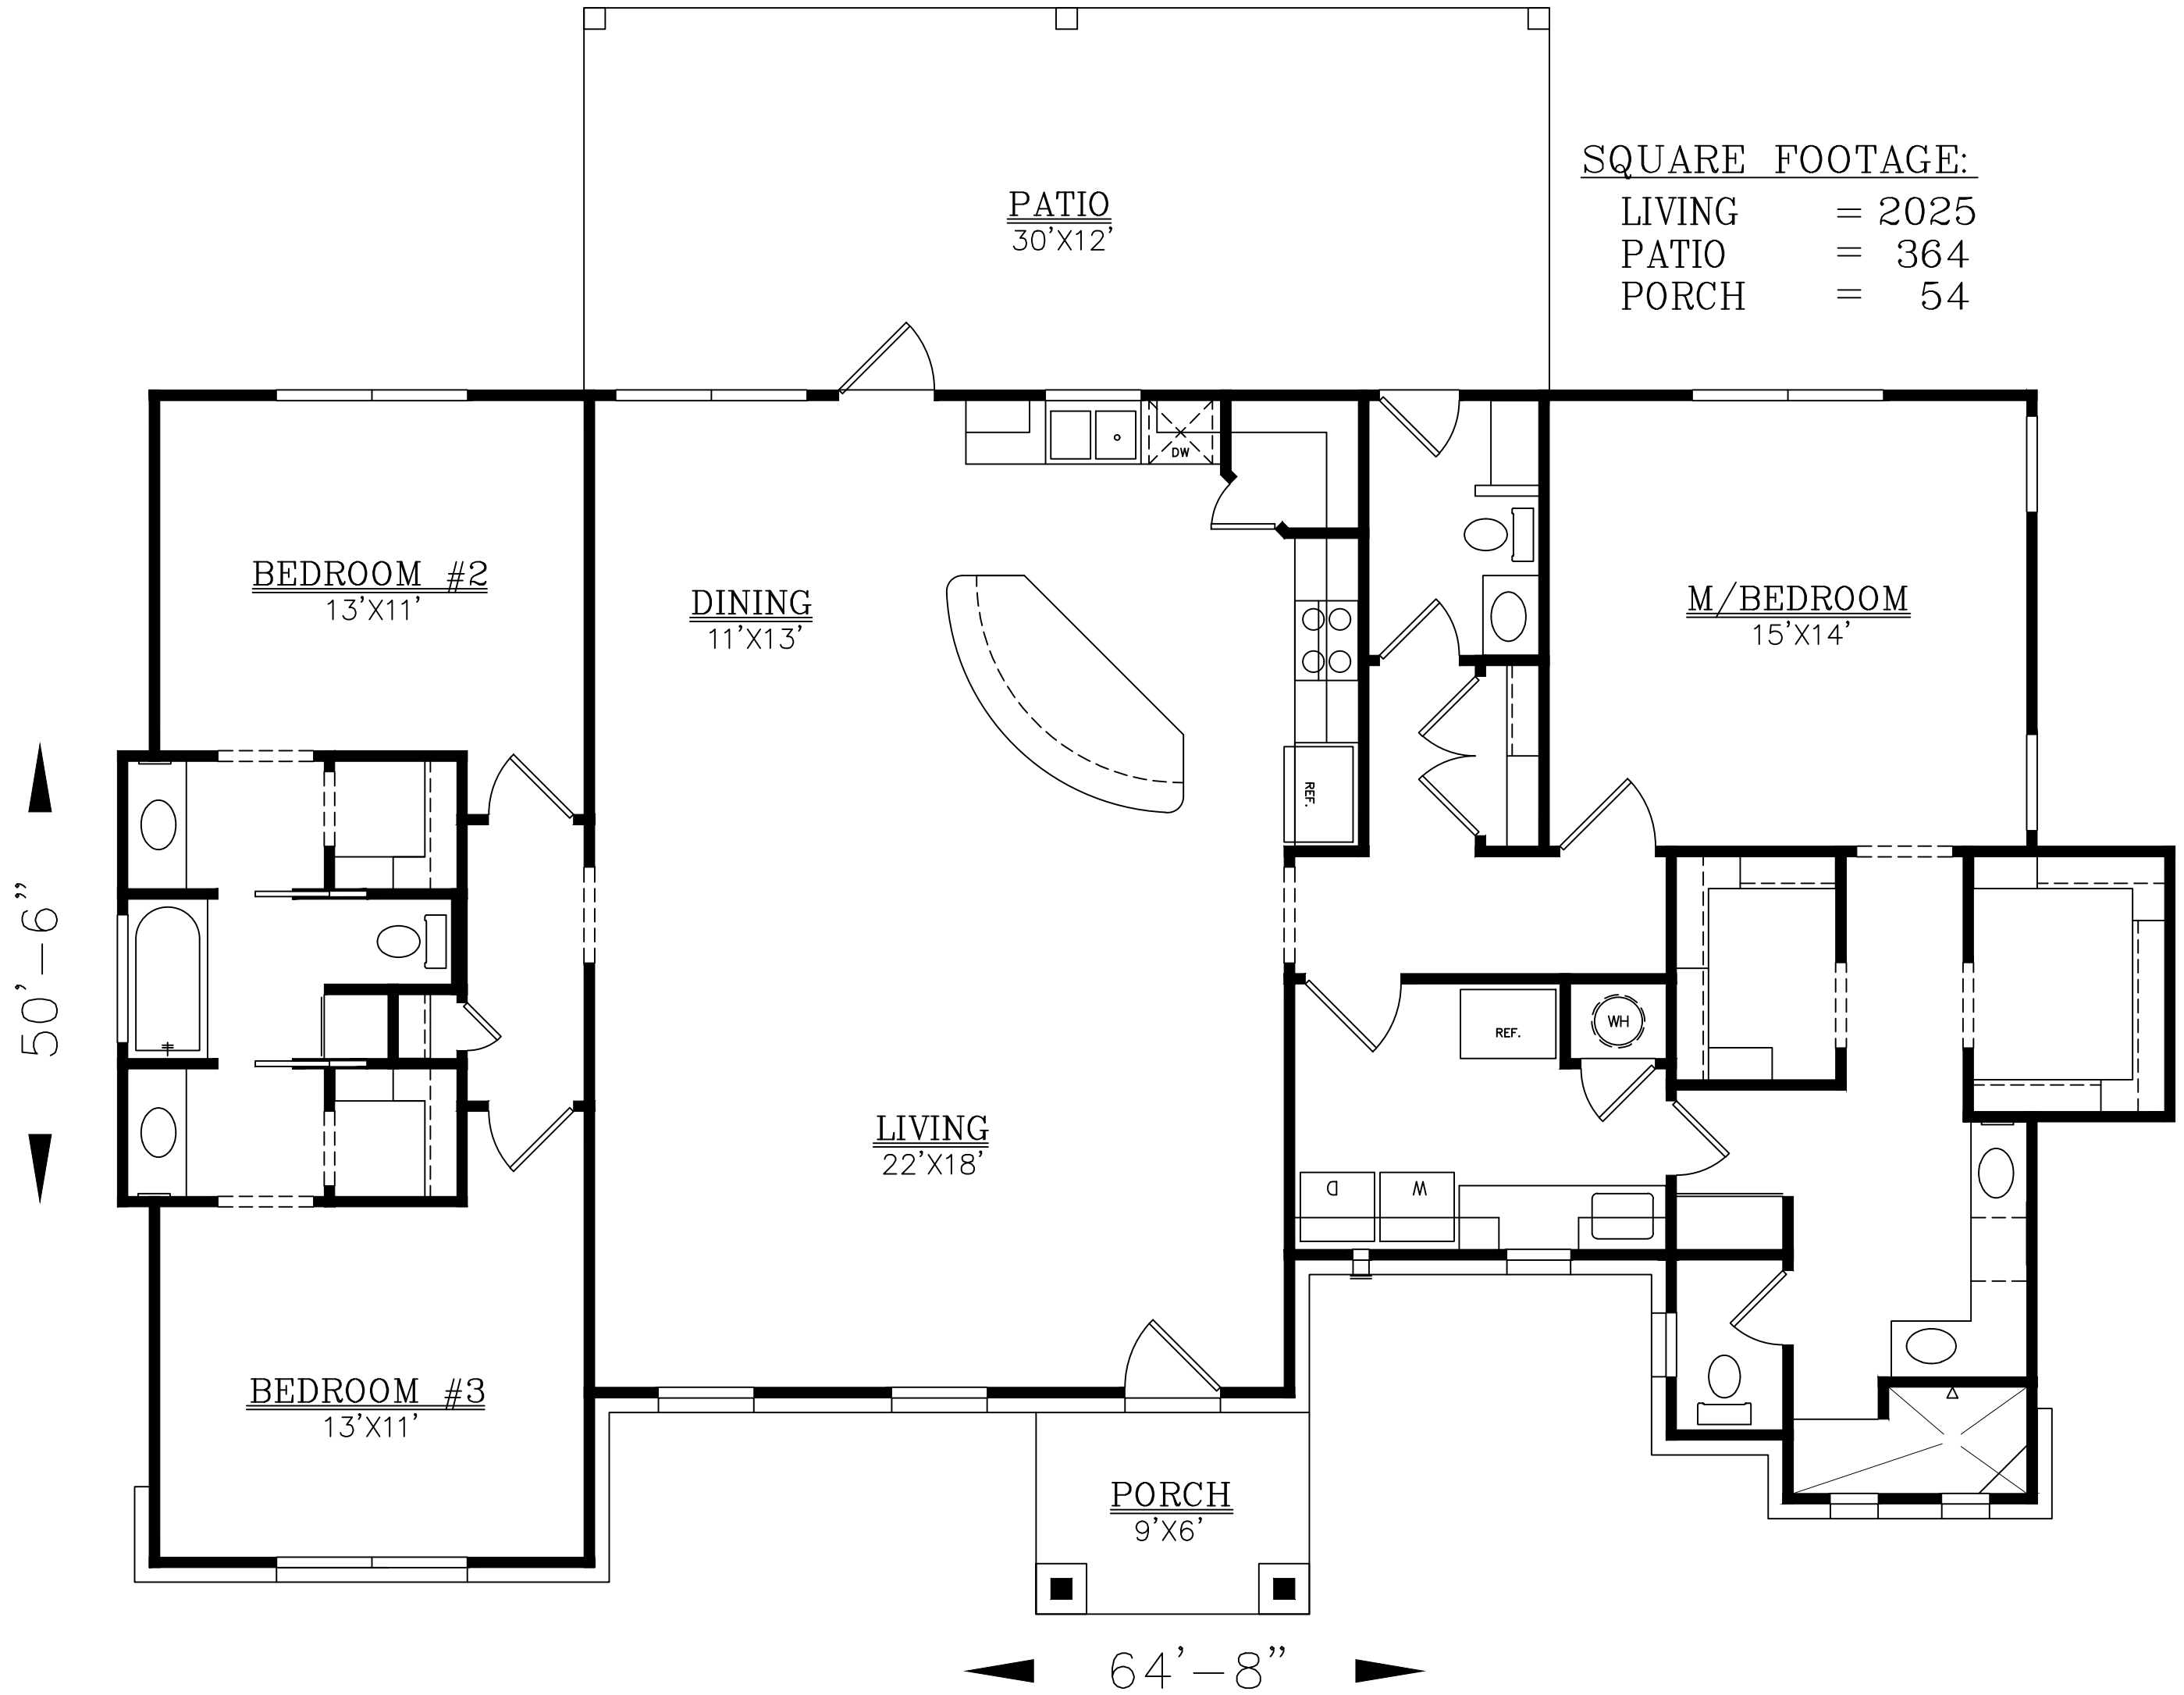 SQUARE FOOTAGE:
LIVING = 2025
PATIO = 364
PORCH = 54
PATIO
30'X12'
DW
BEDROOM #2
13'X11'
DINING
11'X13'
M/BEDROOM
15'X14'
REF.
50'-6"
REF.
WH
LIVING
22'X18'
D
W
BEDROOM #3
13'X11'
PORCH
9'X6'
64'-8"